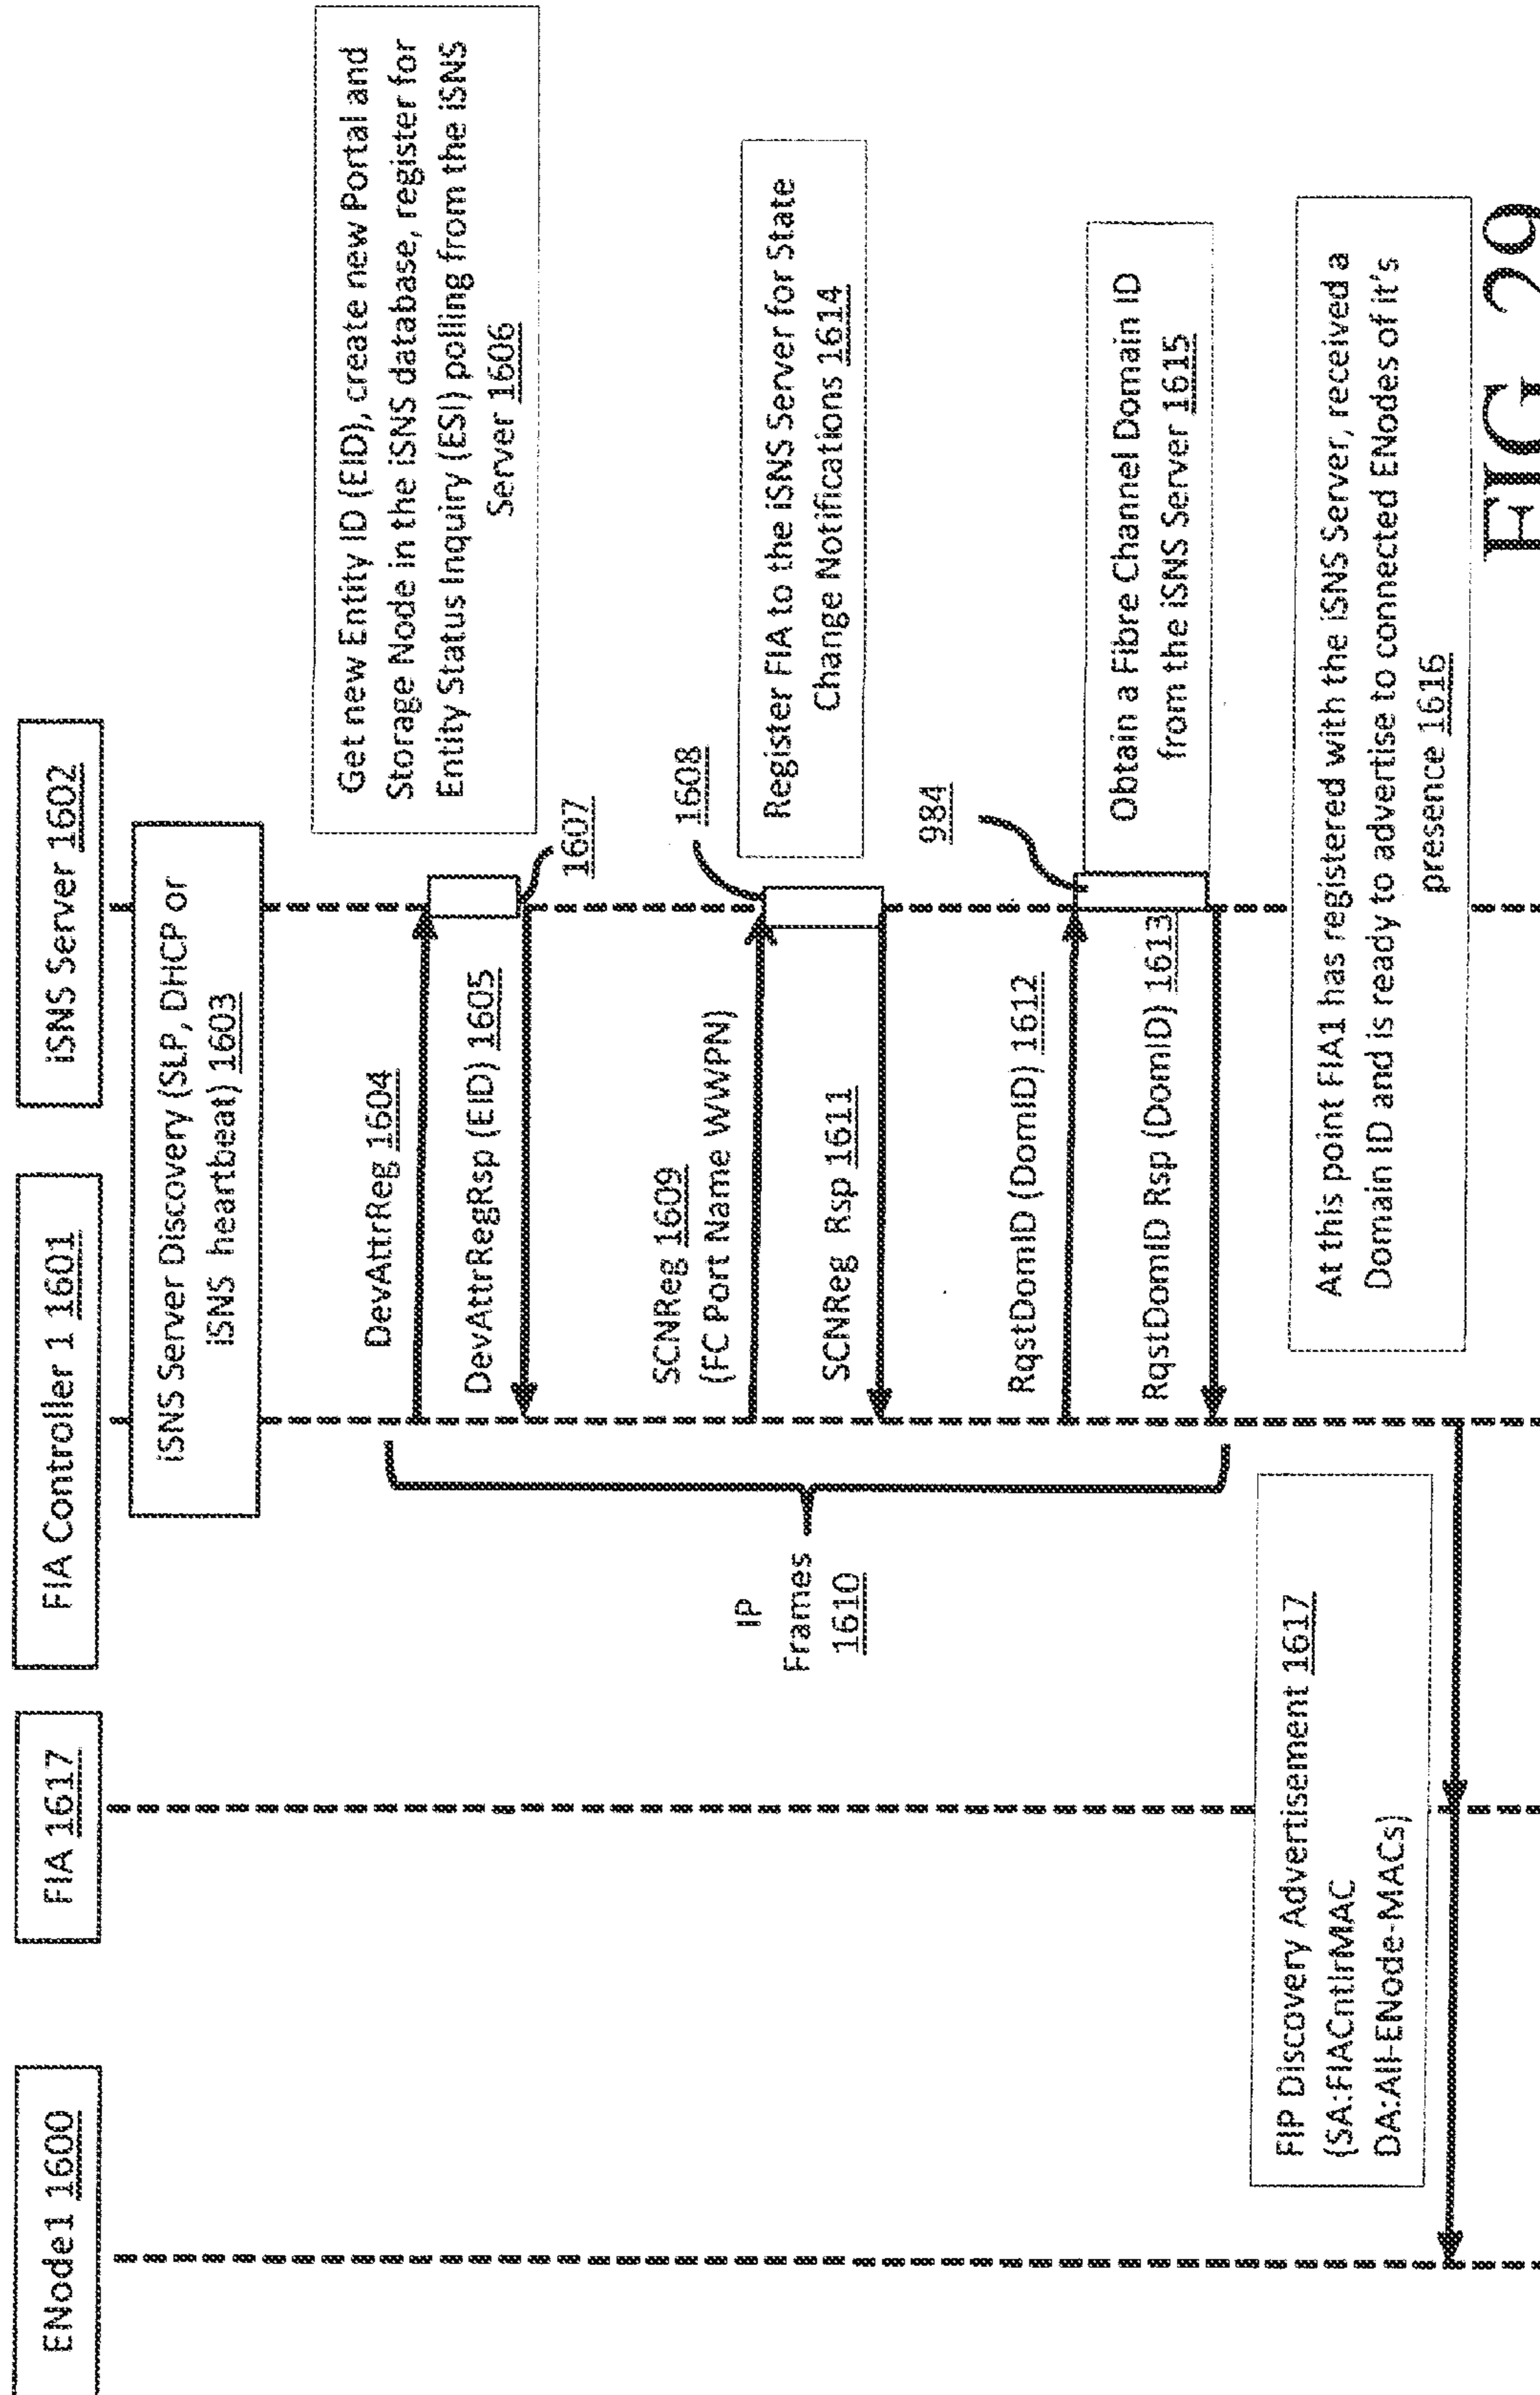 ENode1 1600
FIA 1617
FIA Controller 1 1601
iSNS Server 1602
iSNS Server Discovery (SLP, DHCP or
iSNS heartbeat) 1603
DevAttrReg 1604
DevAttrRegRsp (EID) 1605
Get new Entity ID (EID), create new Portal and
Storage Node in the iSNS database, register for
Entity Status Inquiry (ESI) polling from the iSNS
Server 1606
1607
1608
SCNReg 1609
(FC Port Name WWPN)
SCNReg Rsp 1611
Register FIA to the iSNS Server for State
Change Notifications 1614
IP
Frames
1610
984
RqstDomID (DomID) 1612
RqstDomID Rsp (DomID) 1613
Obtain a Fibre Channel Domain ID
from the iSNS Server 1615
At this point FIA1 has registered with the iSNS Server, received a
Domain ID and is ready to advertise to connected ENodes of it's
presence 1616
FIP Discovery Advertisement 1617
(SA:FIACntlrMAC
DA:All-ENode-MACs)
FIG 29